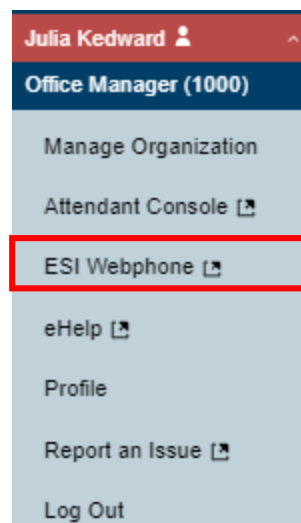 Julia Kedward
Office Manager (1000)
Manage Organization
Attendant Console
ESI Webphone
eHelp
Profile
Report an Issue
Log Out